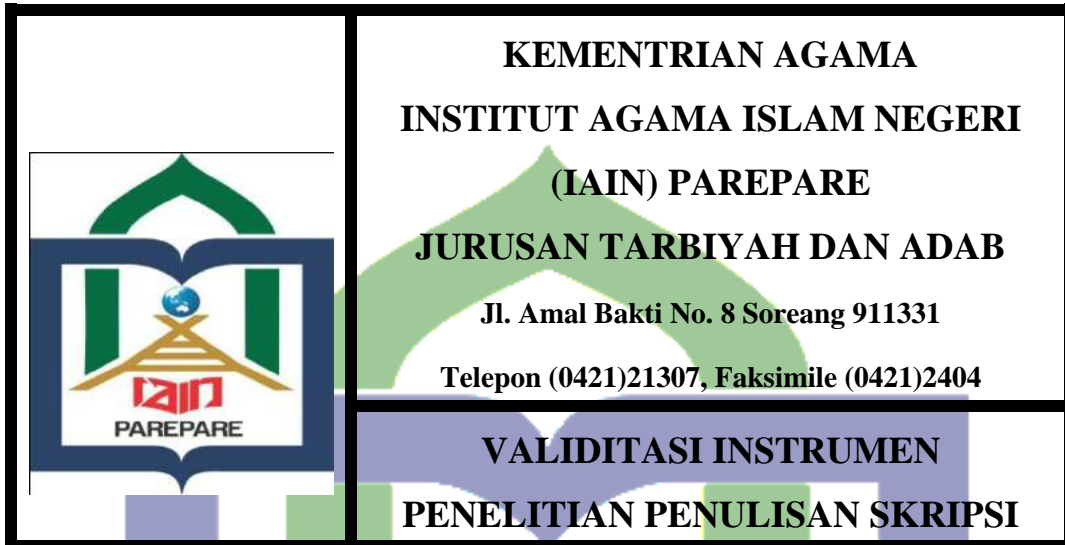 KEMENTRIAN AGAMA
INSTITUT AGAMA ISLAM NEGERI
(IAIN) PAREPARE
JURUSAN TARBIYAH DAN ADAB
Jl. Amal Bakti No. 8 Soreang 911331
Telepon (0421)21307, Faksimile (0421)2404
iain
PAREPARE
VALIDITASI INSTRUMEN
PENELITIAN PENULISAN SKRIPSI